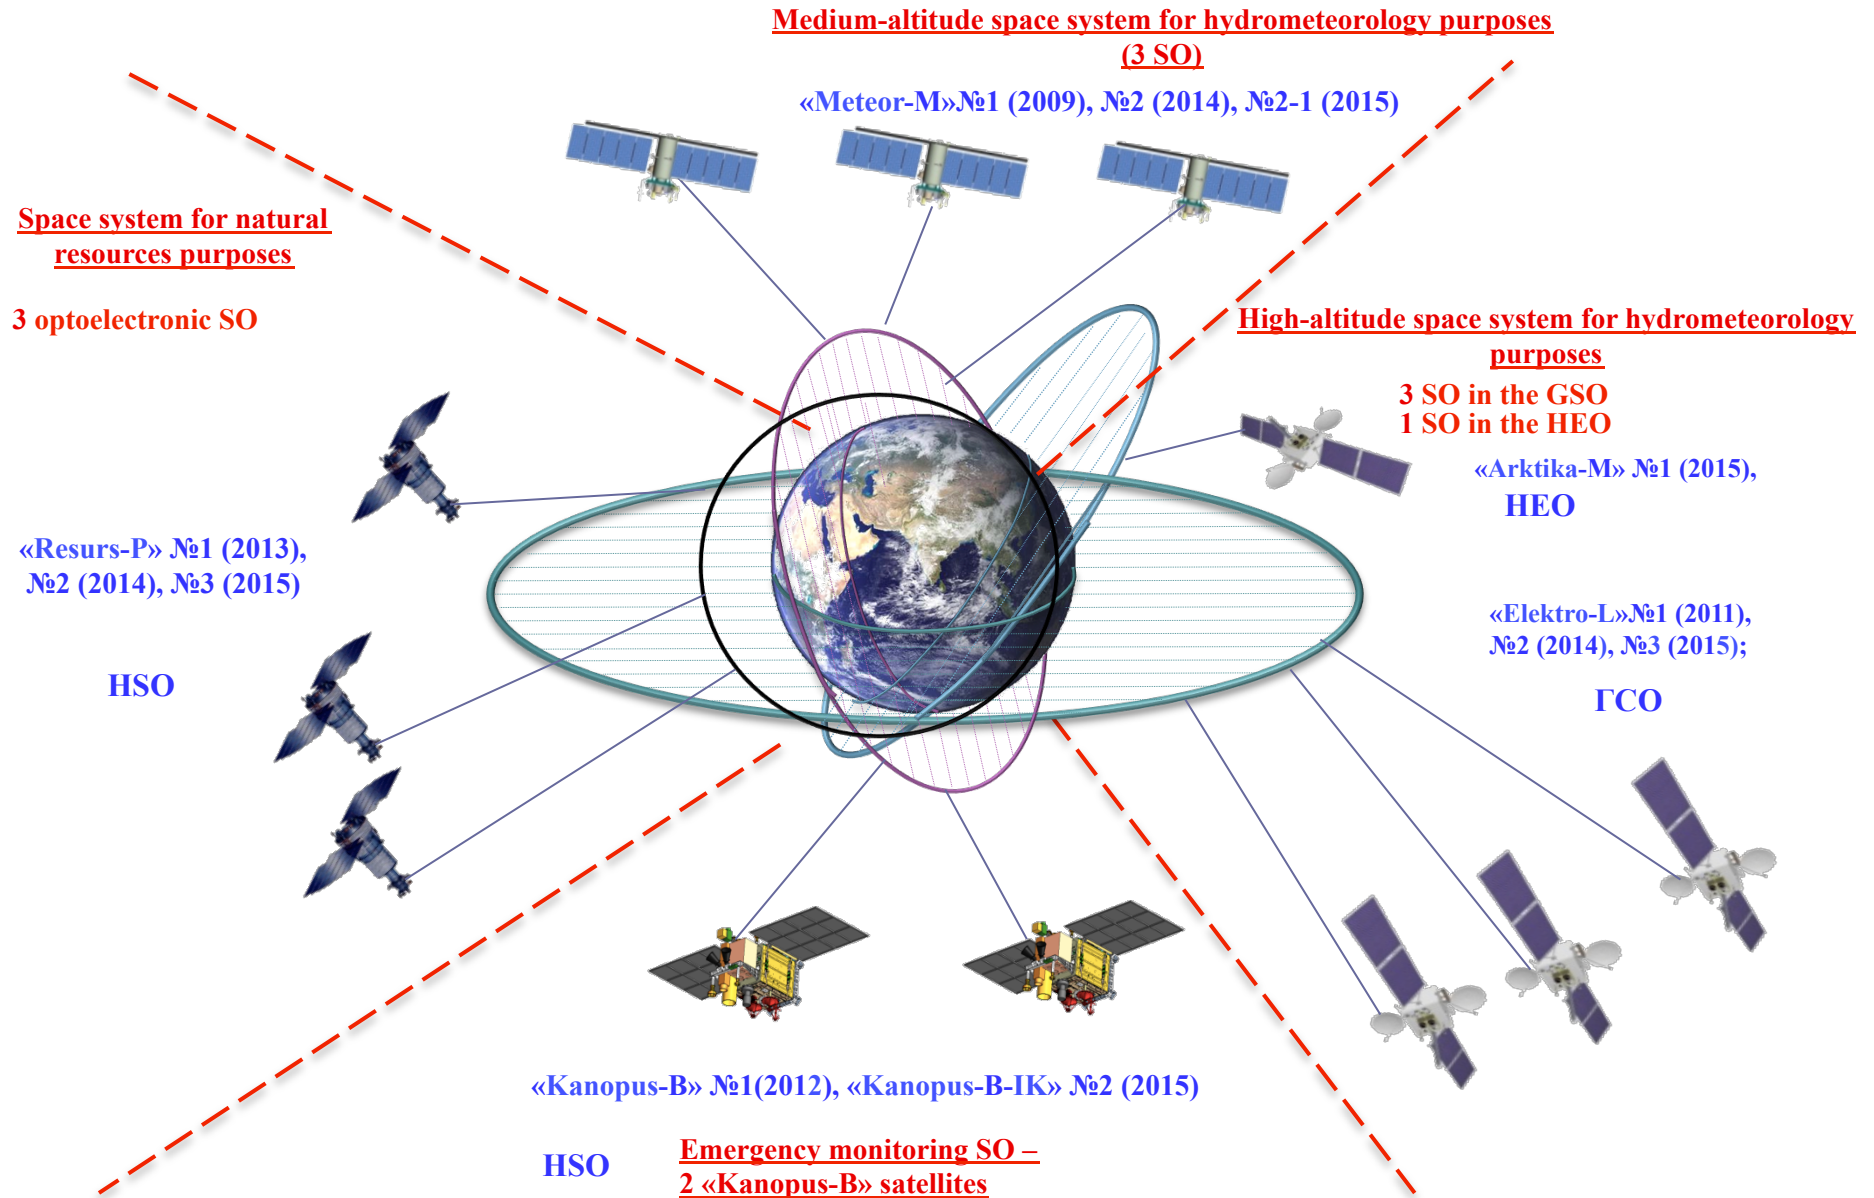 Medium-altitude space system for hydrometeorology purposes
(3 SO)
«Meteor-M»№1 (2009), №2 (2014), №2-1 (2015)
Space system for natural
resources purposes
3 optoelectronic SO
High-altitude space system for hydrometeorology
purposes
3 SO in the GSO
1 SO in the HEO
«Arktika-M» №1 (2015),
HEO
«Resurs-P» №1 (2013),
№2 (2014), №3 (2015)
HSO
«Elektro-L»№1 (2011),
№2 (2014), №3 (2015);
ГСО
«Kanopus-B» №1(2012), «Kanopus-B-IK» №2 (2015)
HSO
Emergency monitoring SO –
2 «Kanopus-B» satellites